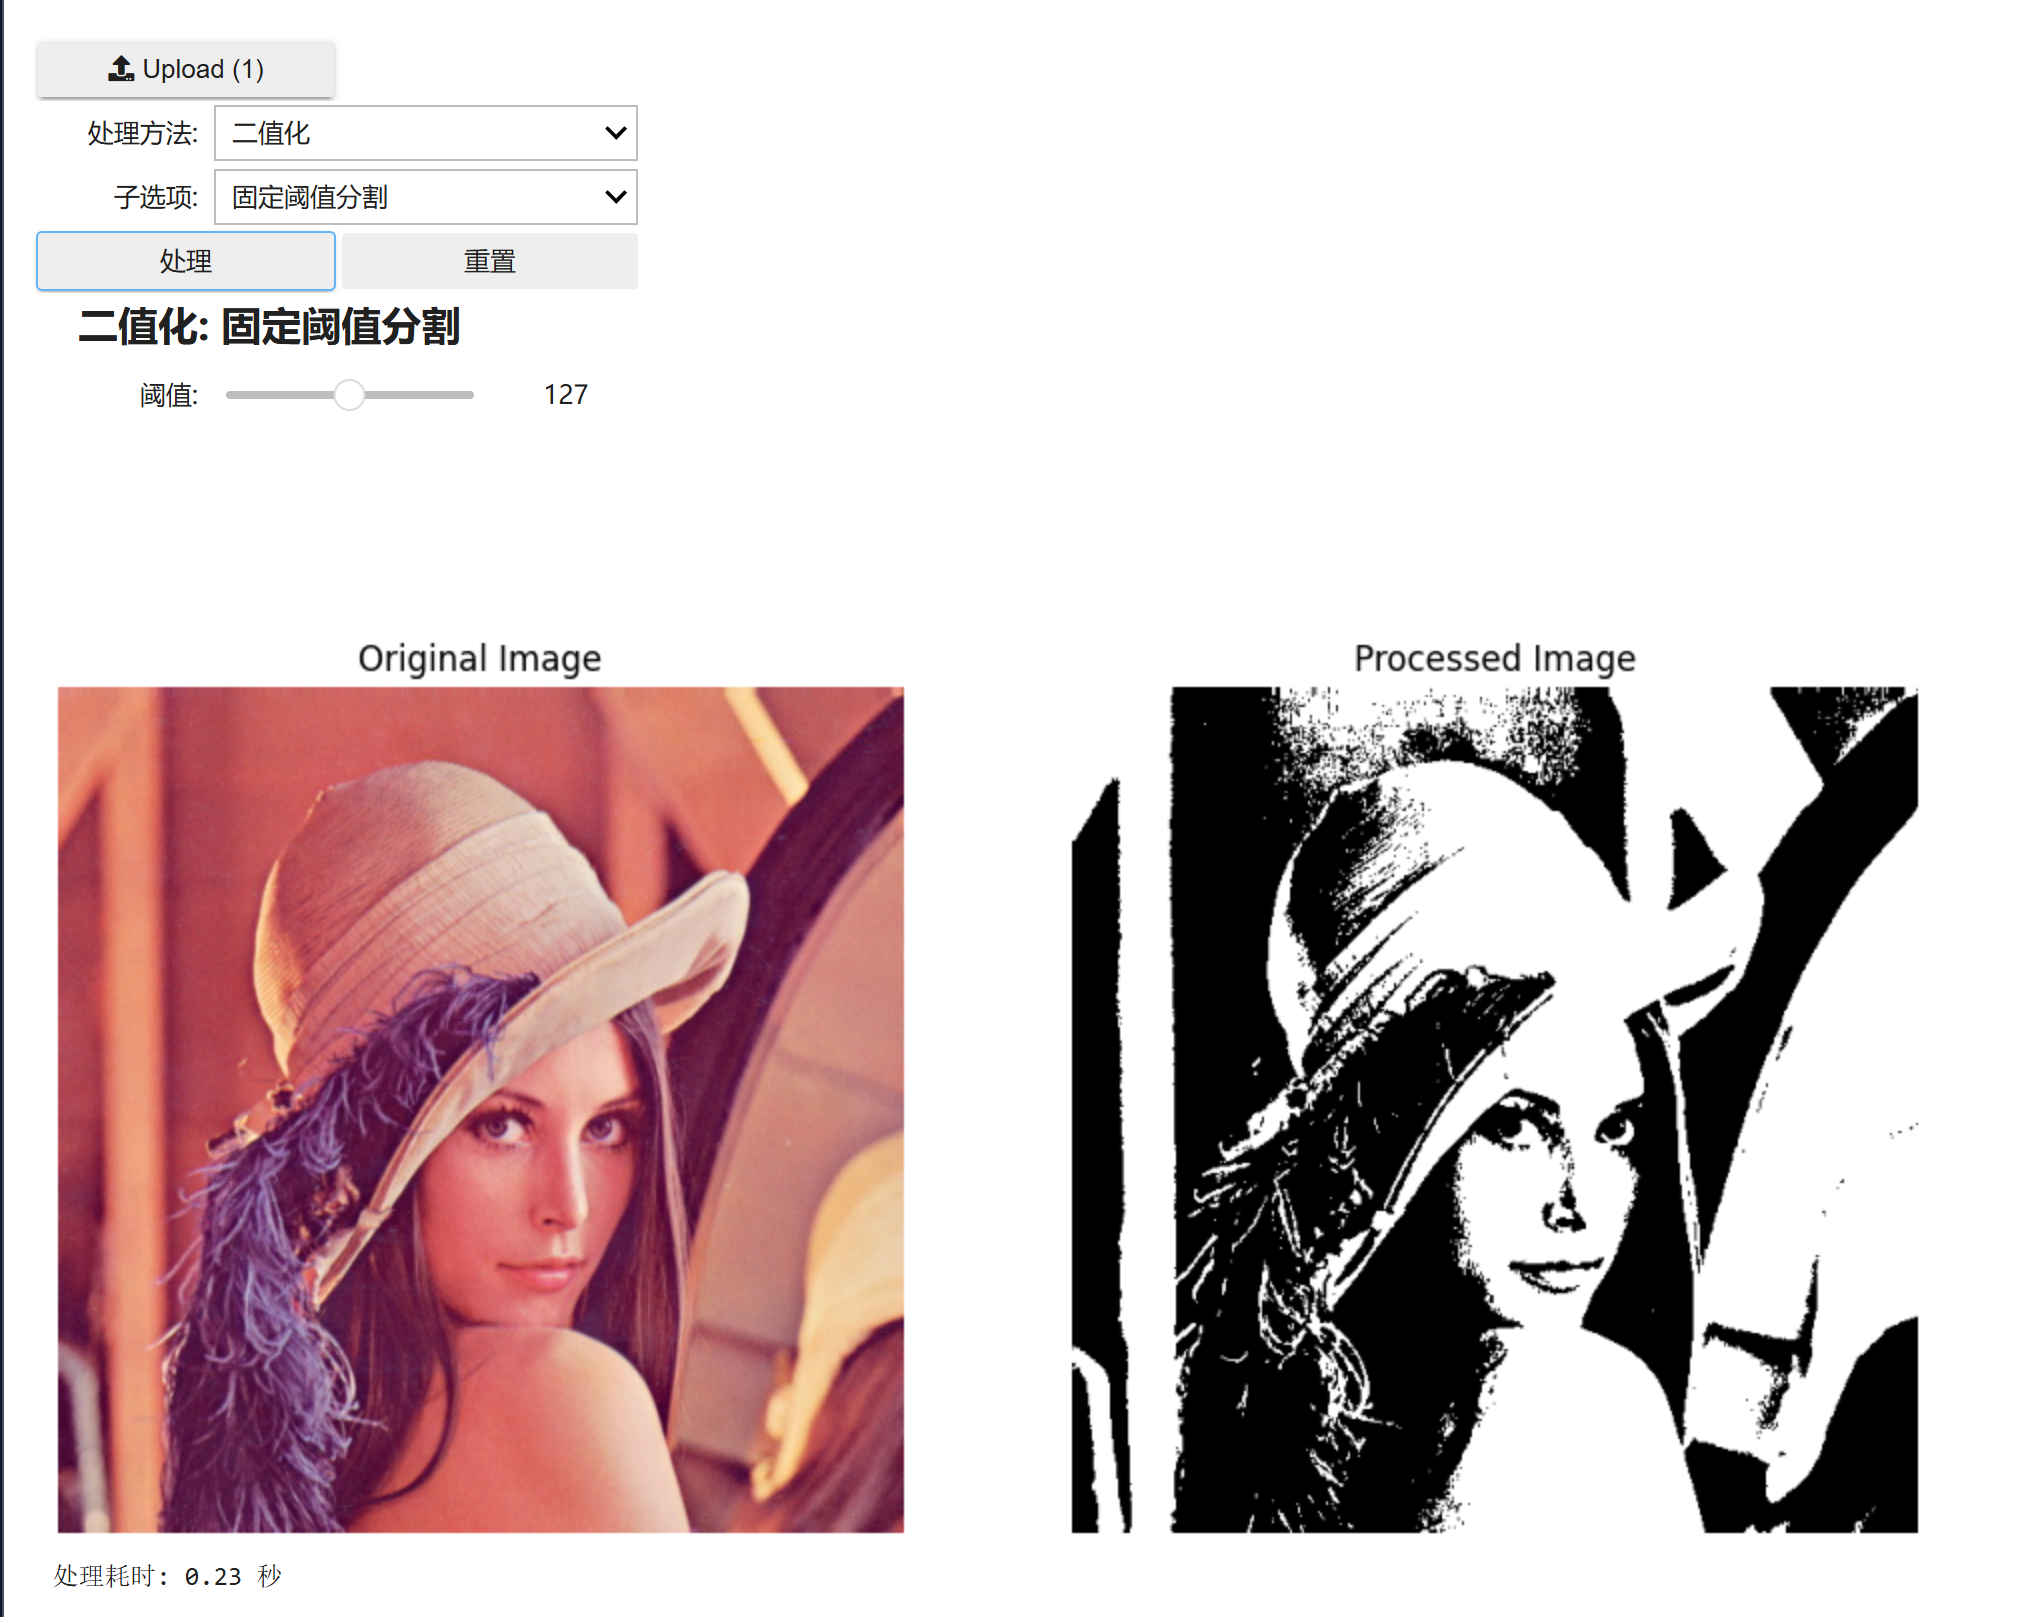 Upload (1)
处理方法: 二值化
子选项: 固定阈值分割
处理 重置
二值化: 固定阈值分割
阈值: 127
Original Image Processed Image
处理耗时: 0.23 秒